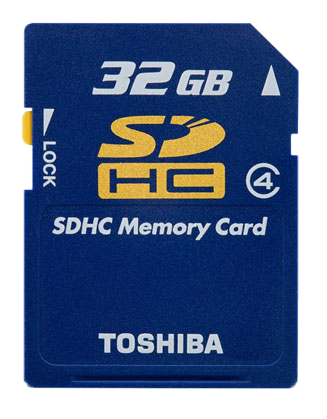 32GB
SD
HC
LOCK
4
SDHC Memory Card
TOSHIBA